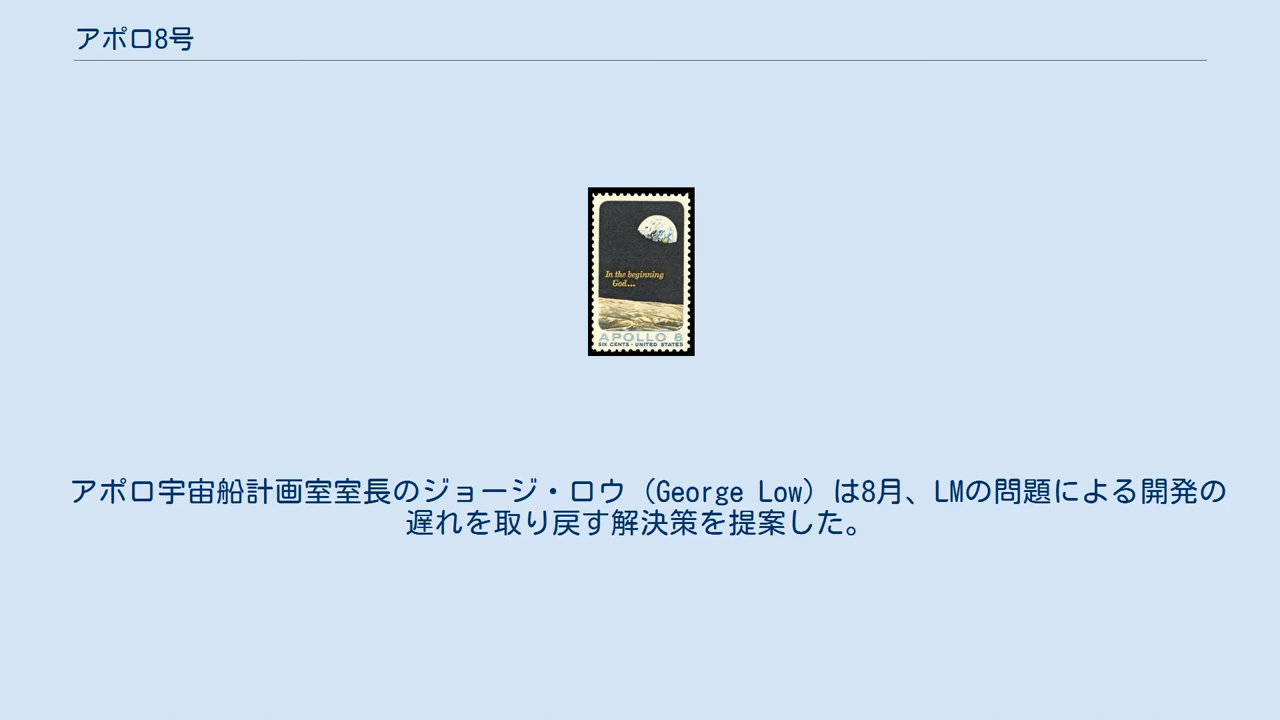 アポロ8号
In the beginning
God...
APOLLO 8
SIX CENTS · UNITED STATES
アポロ宇宙船計画室室長のジョージ・ロウ（George Low）は8月、LMの問題による開発の
遅れを取り戻す解決策を提案した。